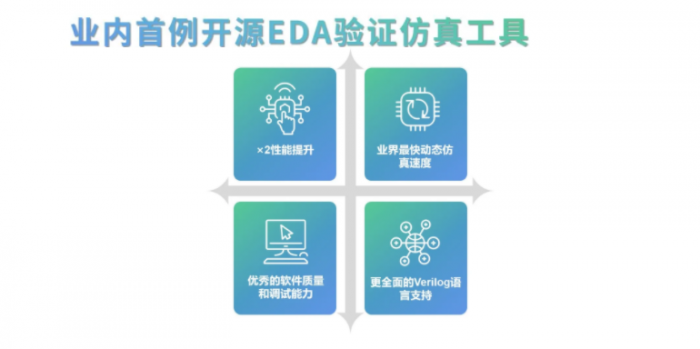 业内首例开源EDA验证仿真工具
×2性能提升
业界最快动态仿
真速度
优秀的软件质量
和调试能力
更全面的Verilog语
言支持